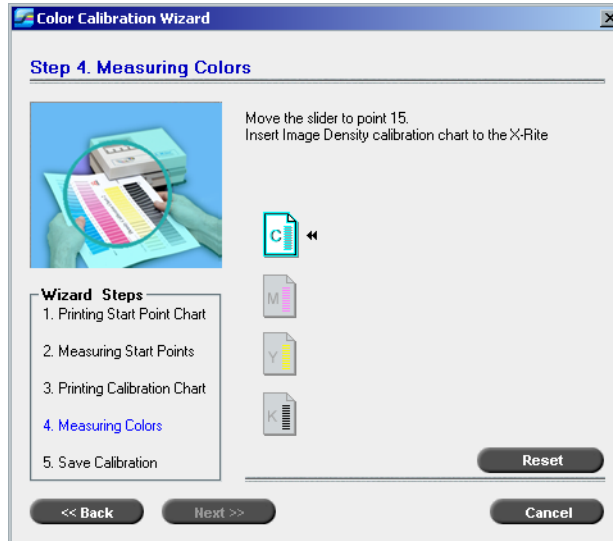 Color Calibration Wizard
Step 4. Measuring Colors
Move the slider to point 15.
Insert Image Density calibration chart to the X-Rite
C
M
Y
K
Wizard Steps
1. Printing Start Point Chart
2. Measuring Start Points
3. Printing Calibration Chart
4. Measuring Colors
5. Save Calibration
Reset
<< Back
Next >>
Cancel